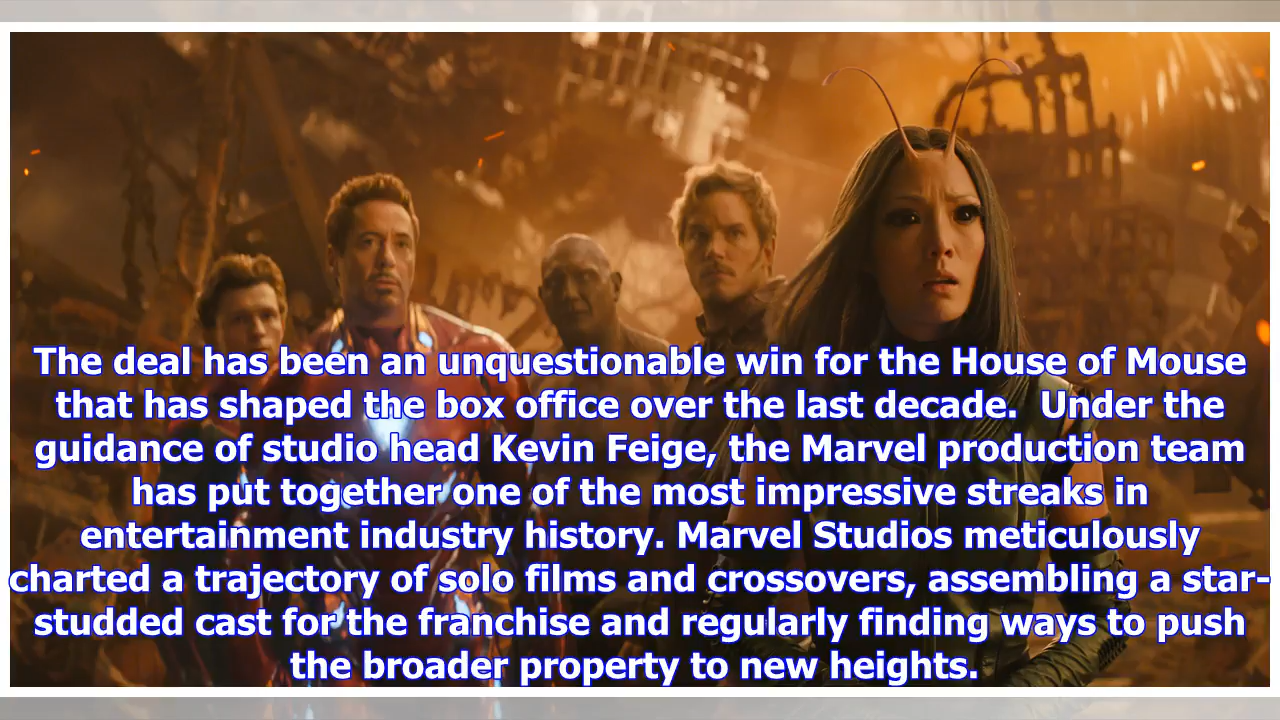 The deal has been an unquestionable win for the House of Mouse
that has shaped the box office over the last decade.  Under the
guidance of studio head Kevin Feige, the Marvel production team
has put together one of the most impressive streaks in
entertainment industry history. Marvel Studios meticulously
charted a trajectory of solo films and crossovers, assembling a star-
studded cast for the franchise and regularly finding ways to push
the broader property to new heights.